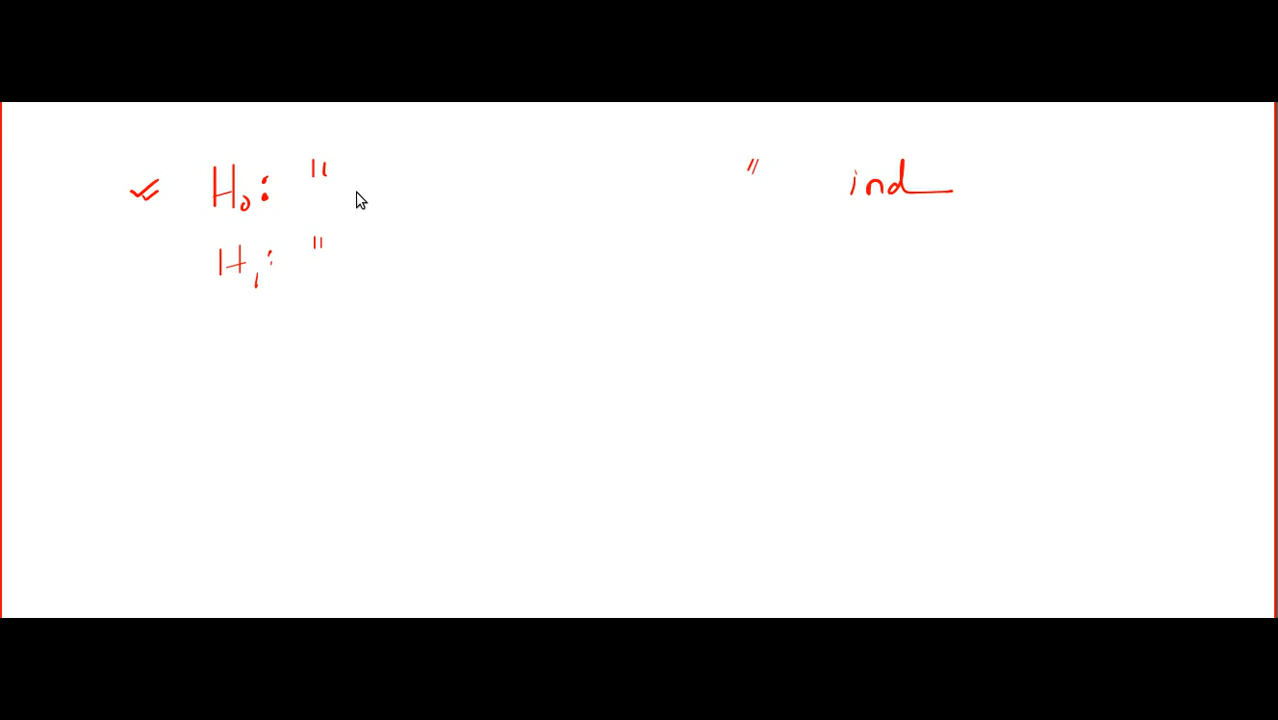 ✓ H₀: " " ind
H₁: "